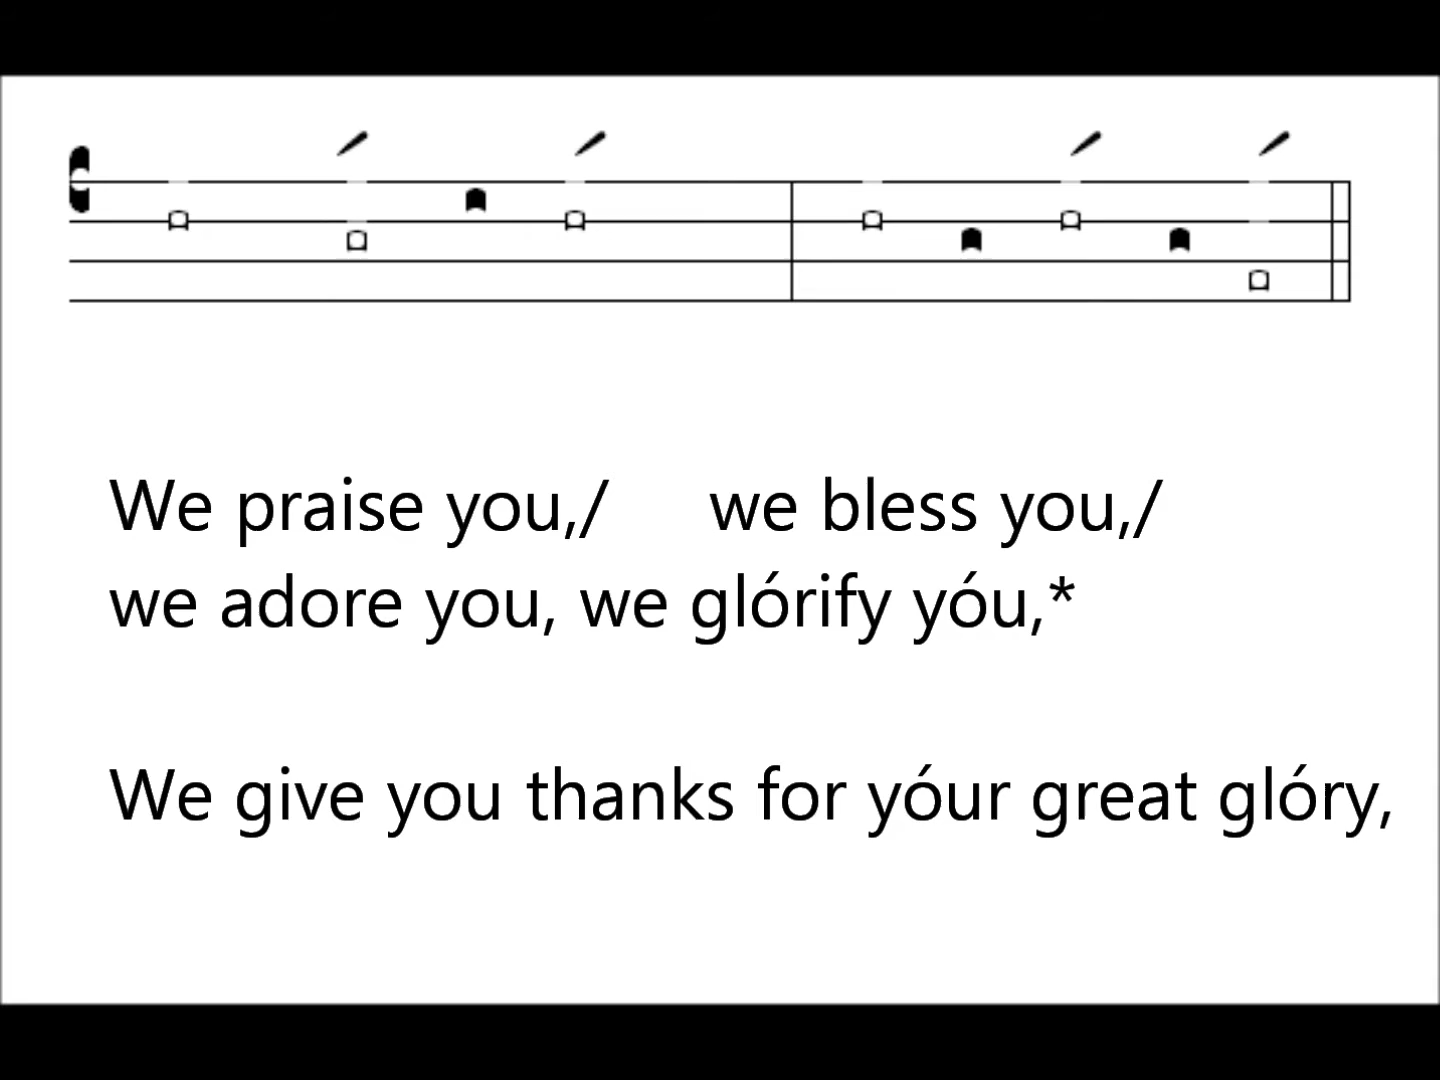 We praise you,/ we bless you,/
we adore you, we glórify yóu,*
We give you thanks for yóur great glóry,